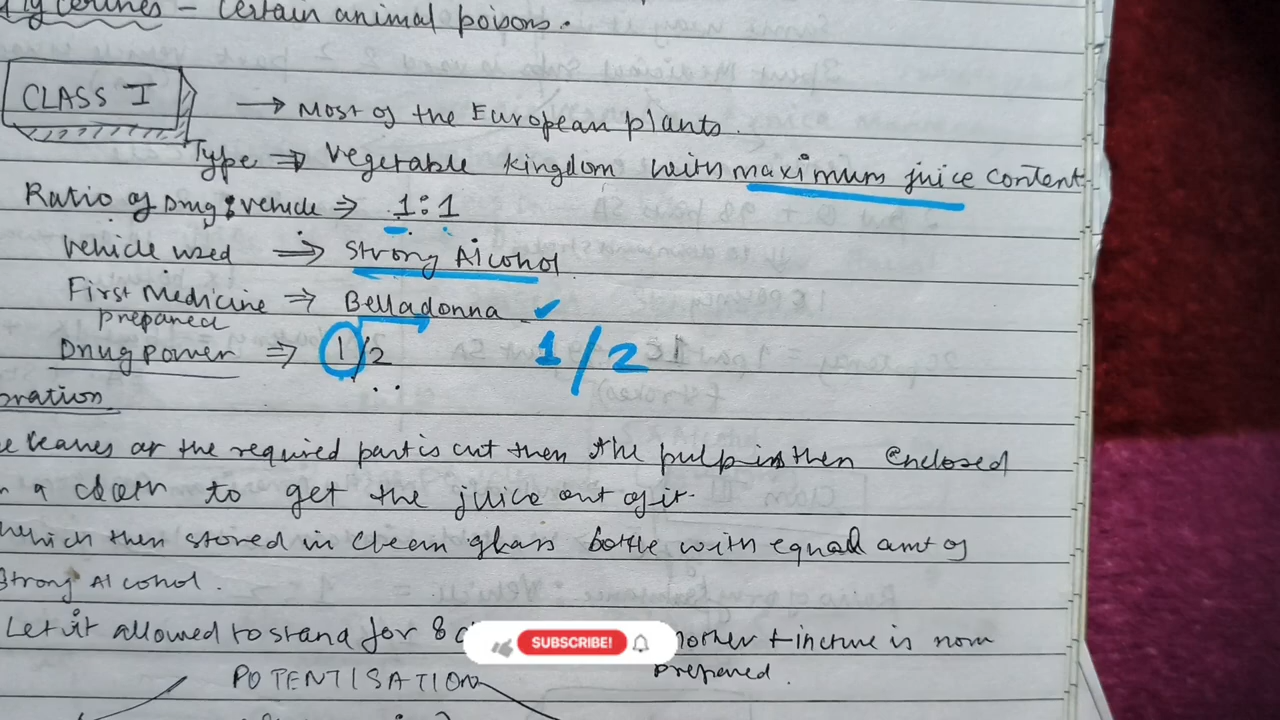 – Certain animal poisons.
CLASS I → Most of the European plants.
Type ⇒ Vegetable kingdom with maximum juice content
Ratio of Drug : vehicle ⇒ 1:1
Vehicle used ⇒ Strong Alcohol.
First Medicine ⇒ Belladonna ✓
prepared
Drug power ⇒ 1/2 1/2
leaves or the required part is cut then the pulp is then enclosed
a cloth to get the juice out of it.
which then stored in clean glass bottle with equal amt of
Strong Alcohol.
Let it allowed to stand for 8 SUBSCRIBE! tincture is now
prepared.
POTENTISATION